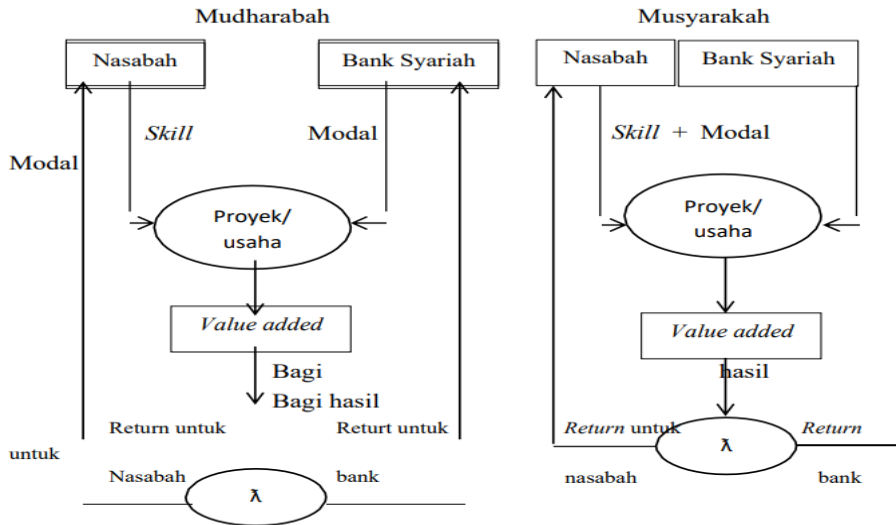 Mudharabah
Nasabah
Bank Syariah
Skill
Modal
Modal
Proyek/
usaha
Value added
Bagi
Bagi hasil
Return untuk
Returt untuk
untuk
Nasabah
bank
ƛ
Musyarakah
Nasabah
Bank Syariah
Skill + Modal
Proyek/
usaha
Value added
hasil
Return untuk
Return
ƛ
nasabah
bank